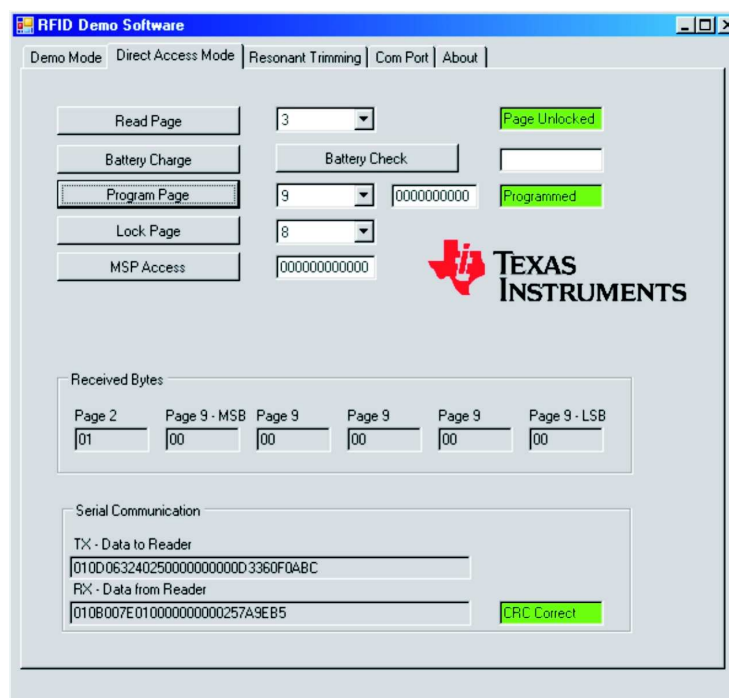 RFID Demo Software
Demo Mode Direct Access Mode Resonant Trimming Com Port About
Read Page 3 Page Unlocked
Battery Charge Battery Check
Program Page 9 0000000000 Programmed
Lock Page 8
MSP Access 000000000000
TEXAS
INSTRUMENTS
Received Bytes
Page 2 Page 9 - MSB Page 9 Page 9 Page 9 Page 9 - LSB
01 00 00 00 00 00
Serial Communication
TX - Data to Reader
010D063240250000000000D3360F0ABC
RX - Data from Reader
010B007E010000000000257A9EB5 CRC Correct